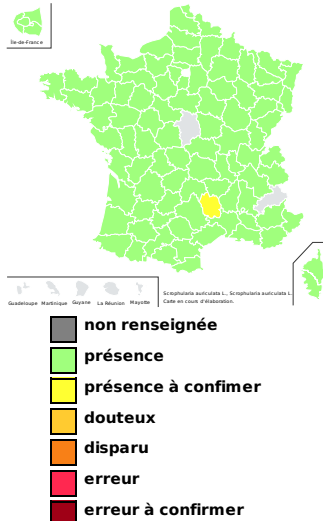 Île-de-France
Guadeloupe Martinique Guyane La Réunion Mayotte
Scrophularia auriculata L., Scrophularia auriculata L.
Carte en cours d'élaboration.
non renseignée
présence
présence à confimer
douteux
disparu
erreur
erreur à confirmer